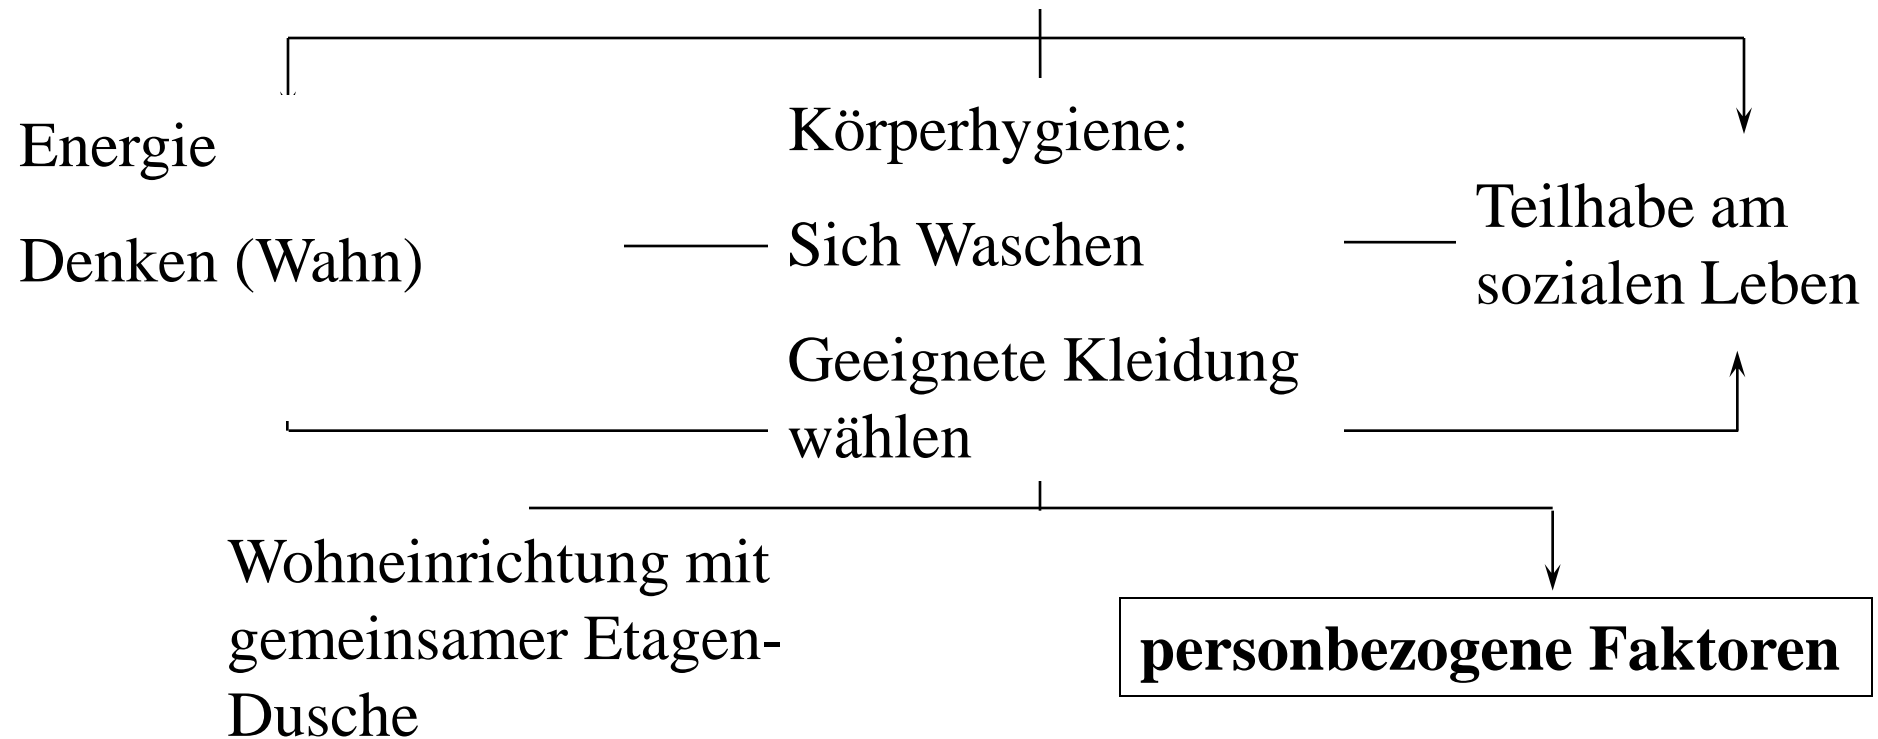 Energie
Denken (Wahn)
Körperhygiene:
Sich Waschen
Geeignete Kleidung
wählen
Teilhabe am
sozialen Leben
Wohneinrichtung mit
gemeinsamer Etagen-
Dusche
personbezogene Faktoren